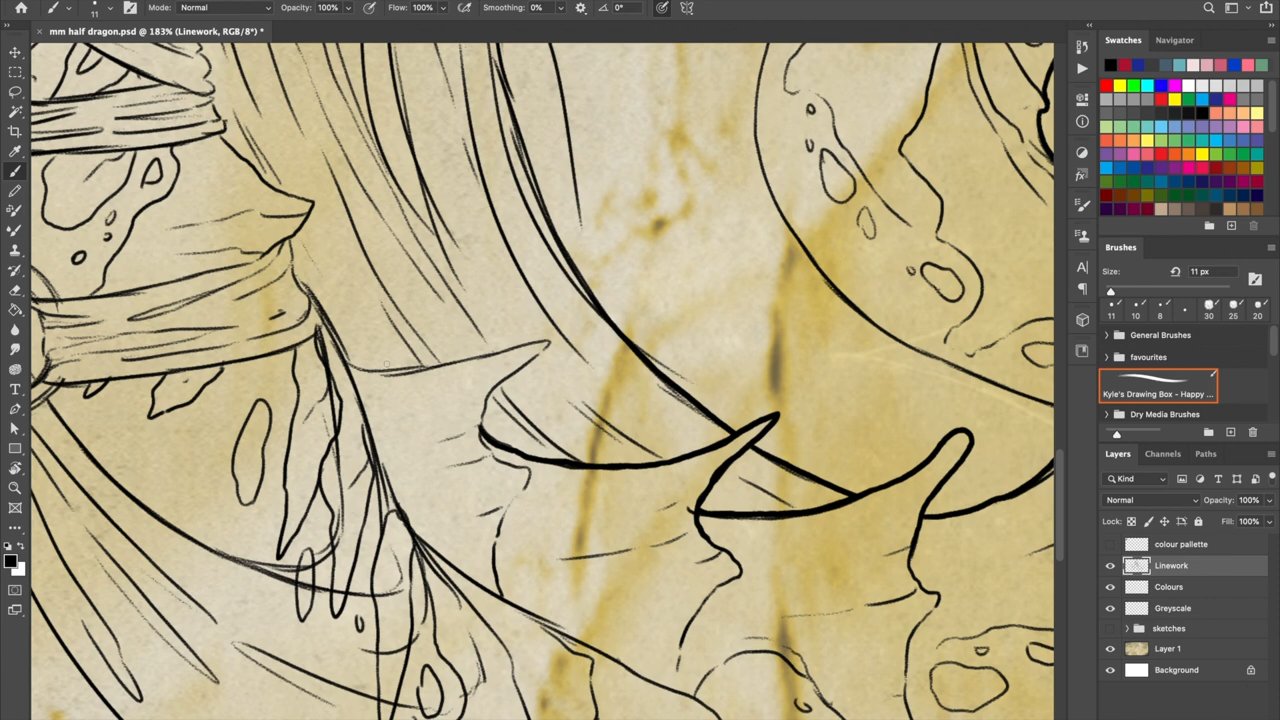 11 Mode: Normal Opacity: 100% Flow: 100% Smoothing: 0% 0°
mm half dragon.psd @ 183% (Linework, RGB/8*) *
Swatches Navigator
Brushes
Size: 11 px
11 10 8 30 25 20
General Brushes
favourites
Kyle's Drawing Box - Happy ...
Dry Media Brushes
Layers Channels Paths
Kind
Normal Opacity: 100%
Lock: Fill: 100%
colour pallette
Linework
Colours
Greyscale
sketches
Layer 1
Background